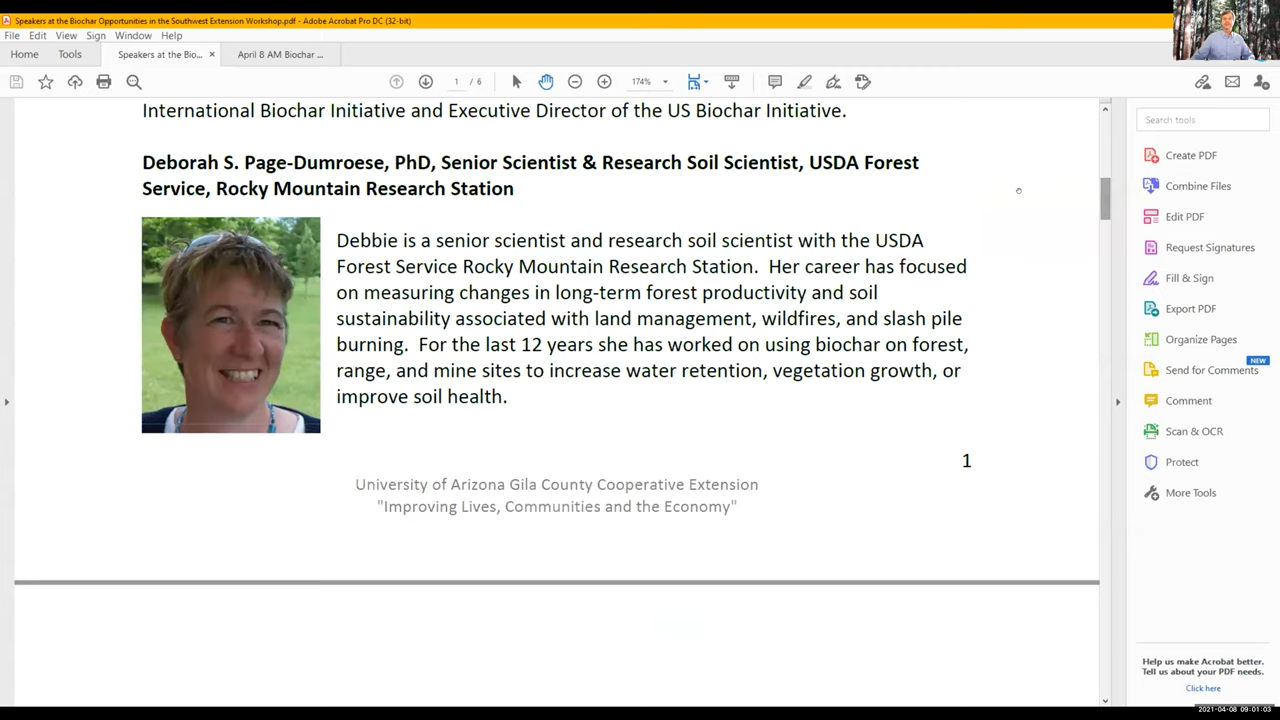 Speakers at the Biochar Opportunities in the Southwest Extension Workshop.pdf - Adobe Acrobat Pro DC (32-bit)
File Edit View Window Help
Home Tools Speakers at the Bio... × April 8 AM Biochar ...
1 / 6 174%
International Biochar Initiative and Executive Director of the US Biochar Initiative.
Deborah S. Page-Dumroese, PhD, Senior Scientist & Research Soil Scientist, USDA Forest
Service, Rocky Mountain Research Station
Debbie is a senior scientist and research soil scientist with the USDA
Forest Service Rocky Mountain Research Station.  Her career has focused
on measuring changes in long-term forest productivity and soil
sustainability associated with land management, wildfires, and slash pile
burning.  For the last 12 years she has worked on using biochar on forest,
range, and mine sites to increase water retention, vegetation growth, or
improve soil health.
1
University of Arizona Gila County Cooperative Extension
"Improving Lives, Communities and the Economy"
Search tools
Create PDF
Combine Files
Edit PDF
Request Signatures
Fill & Sign
Export PDF
Organize Pages
NEW
Send for Comments
Comment
Scan & OCR
Protect
More Tools
Help us make Acrobat better.
Tell us about your PDF needs.
Click here
2021-04-08 09:01:03